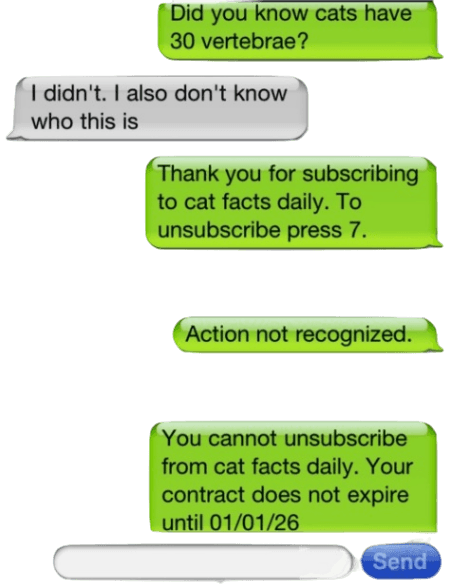 Did you know cats have
30 vertebrae?
I didn't. I also don't know
who this is
Thank you for subscribing
to cat facts daily. To
unsubscribe press 7.
Action not recognized.
You cannot unsubscribe
from cat facts daily. Your
contract does not expire
until 01/01/26
Send